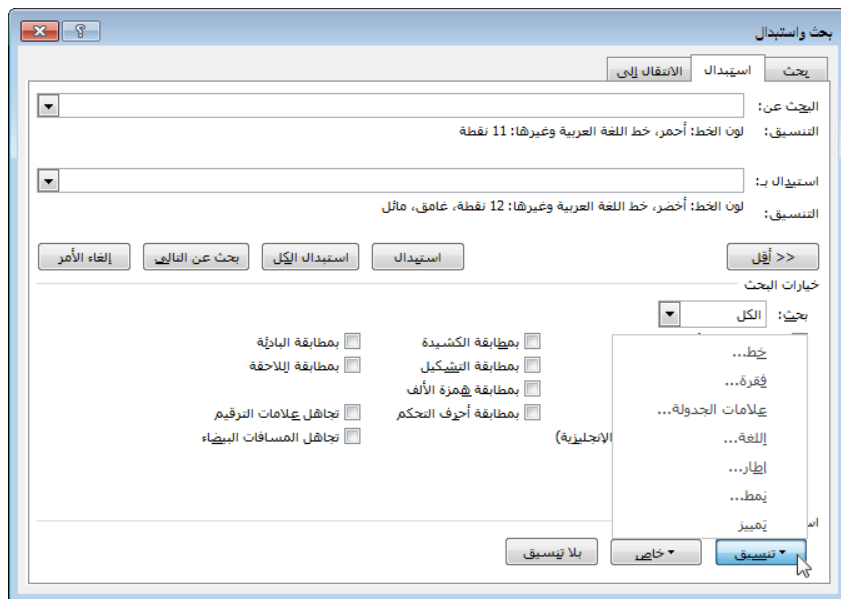 بحث واستبدال
بحث
استبدال
الانتقال إلى
البحث عن:
التنسيق: لون الخط: أحمر، خط اللغة العربية وغيرها: 11 نقطة
استبدال بـ:
التنسيق: لون الخط: أخضر، خط اللغة العربية وغيرها: 12 نقطة، غامق، مائل
<< أقل
استبدال
استبدال الكل
بحث عن التالي
إلغاء الأمر
خيارات البحث
بحث: الكل
بمطابقة الكشيدة
بمطابقة البادئة
بمطابقة التشكيل
بمطابقة اللاحقة
بمطابقة همزة الألف
بمطابقة أحرف التحكم
تجاهل علامات الترقيم
الإنجليزية)
تجاهل المسافات البيضاء
خط...
فقرة...
علامات الجدولة...
اللغة...
إطار...
نمط...
تمييز
تنسيق
خاص
بلا تنسيق